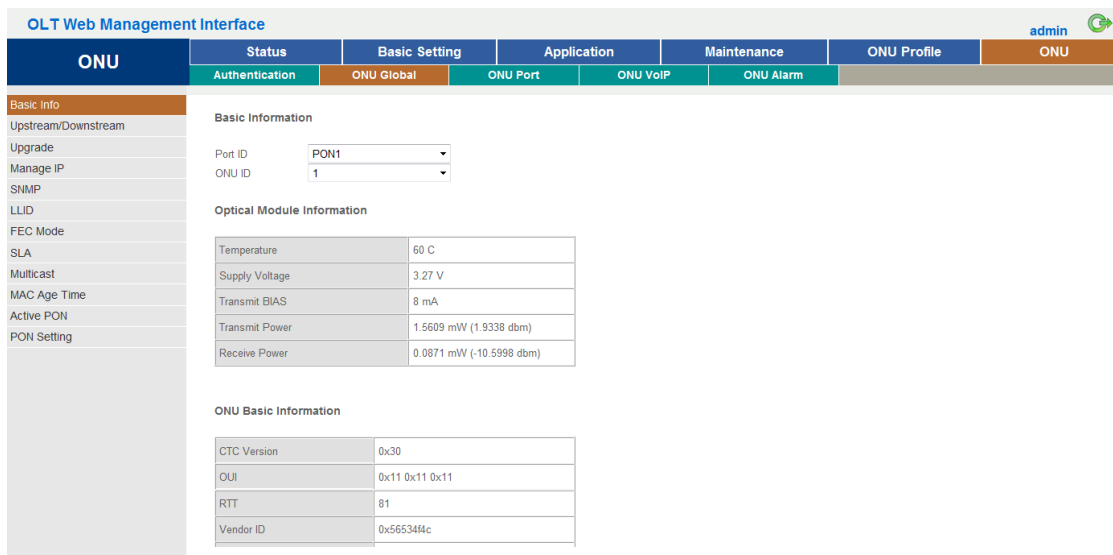 OLT Web Management Interface
admin
ONU
Status Basic Setting Application Maintenance ONU Profile ONU
Authentication ONU Global ONU Port ONU VoIP ONU Alarm
Basic Info
Upstream/Downstream
Upgrade
Manage IP
SNMP
LLID
FEC Mode
SLA
Multicast
MAC Age Time
Active PON
PON Setting
Basic Information
Port ID PON1
ONU ID 1
Optical Module Information
Temperature 60 C
Supply Voltage 3.27 V
Transmit BIAS 8 mA
Transmit Power 1.5609 mW (1.9338 dbm)
Receive Power 0.0871 mW (-10.5998 dbm)
ONU Basic Information
CTC Version 0x30
OUI 0x11 0x11 0x11
RTT 81
Vendor ID 0x56534f4c